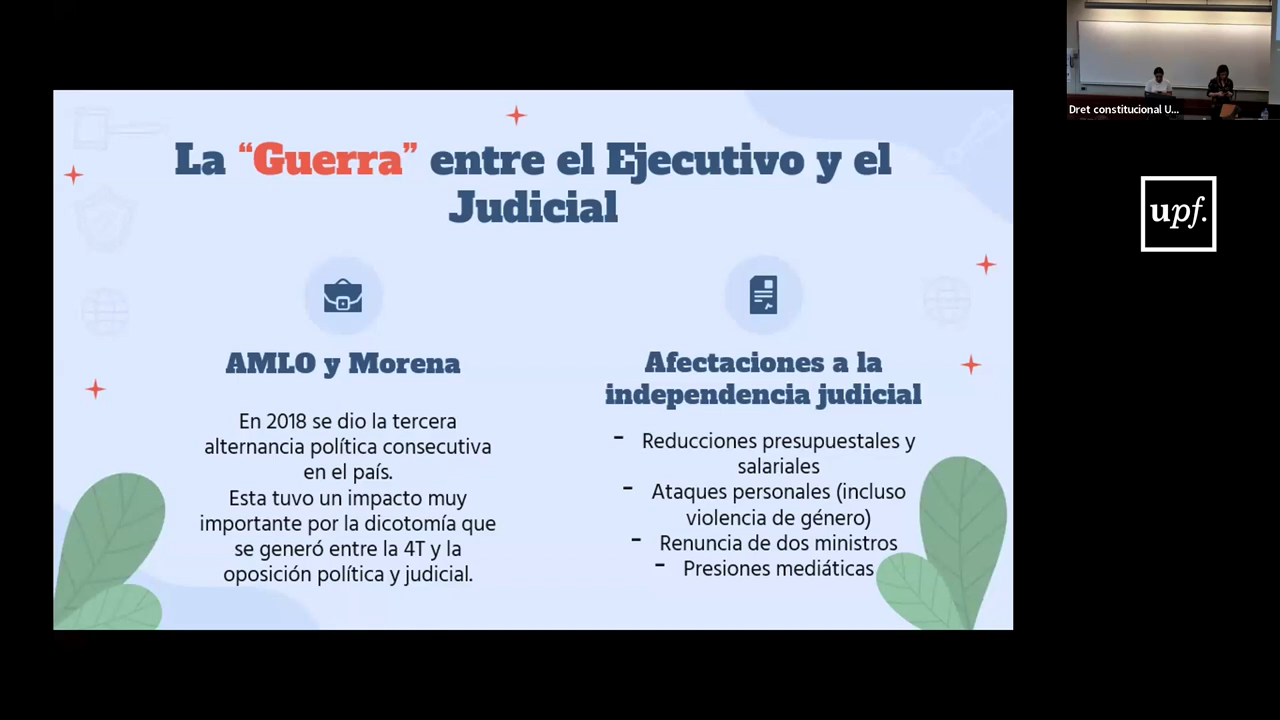 La “Guerra” entre el Ejecutivo y el
Judicial
AMLO y Morena
En 2018 se dio la tercera
alternancia política consecutiva
en el país.
Esta tuvo un impacto muy
importante por la dicotomía que
se generó entre la 4T y la
oposición política y judicial.
Afectaciones a la
independencia judicial
- Reducciones presupuestales y
salariales
- Ataques personales (incluso
violencia de género)
- Renuncia de dos ministros
- Presiones mediáticas
Dret constitucional U...
upf.